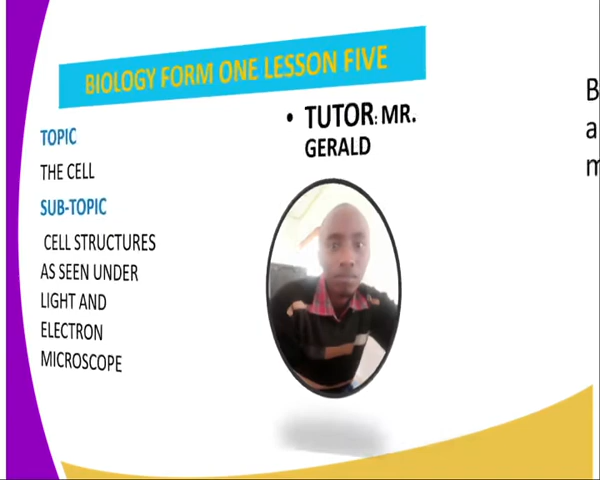 BIOLOGY FORM ONE LESSON FIVE
TOPIC
THE CELL
SUB-TOPIC
CELL STRUCTURES
AS SEEN UNDER
LIGHT AND
ELECTRON
MICROSCOPE
• TUTOR: MR.
GERALD